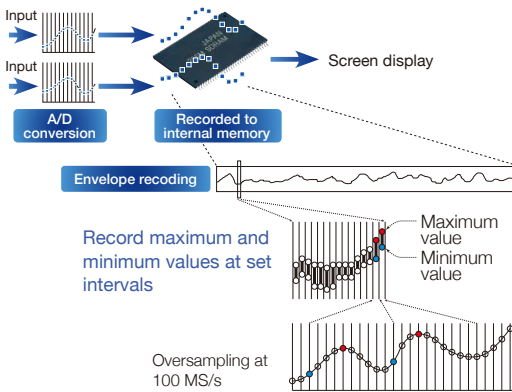 Input
Input
A/D
conversion
JAPAN
Recorded to
internal memory
Screen display
Envelope recoding
Record maximum and
minimum values at set
intervals
Maximum
value
Minimum
value
Oversampling at
100 MS/s